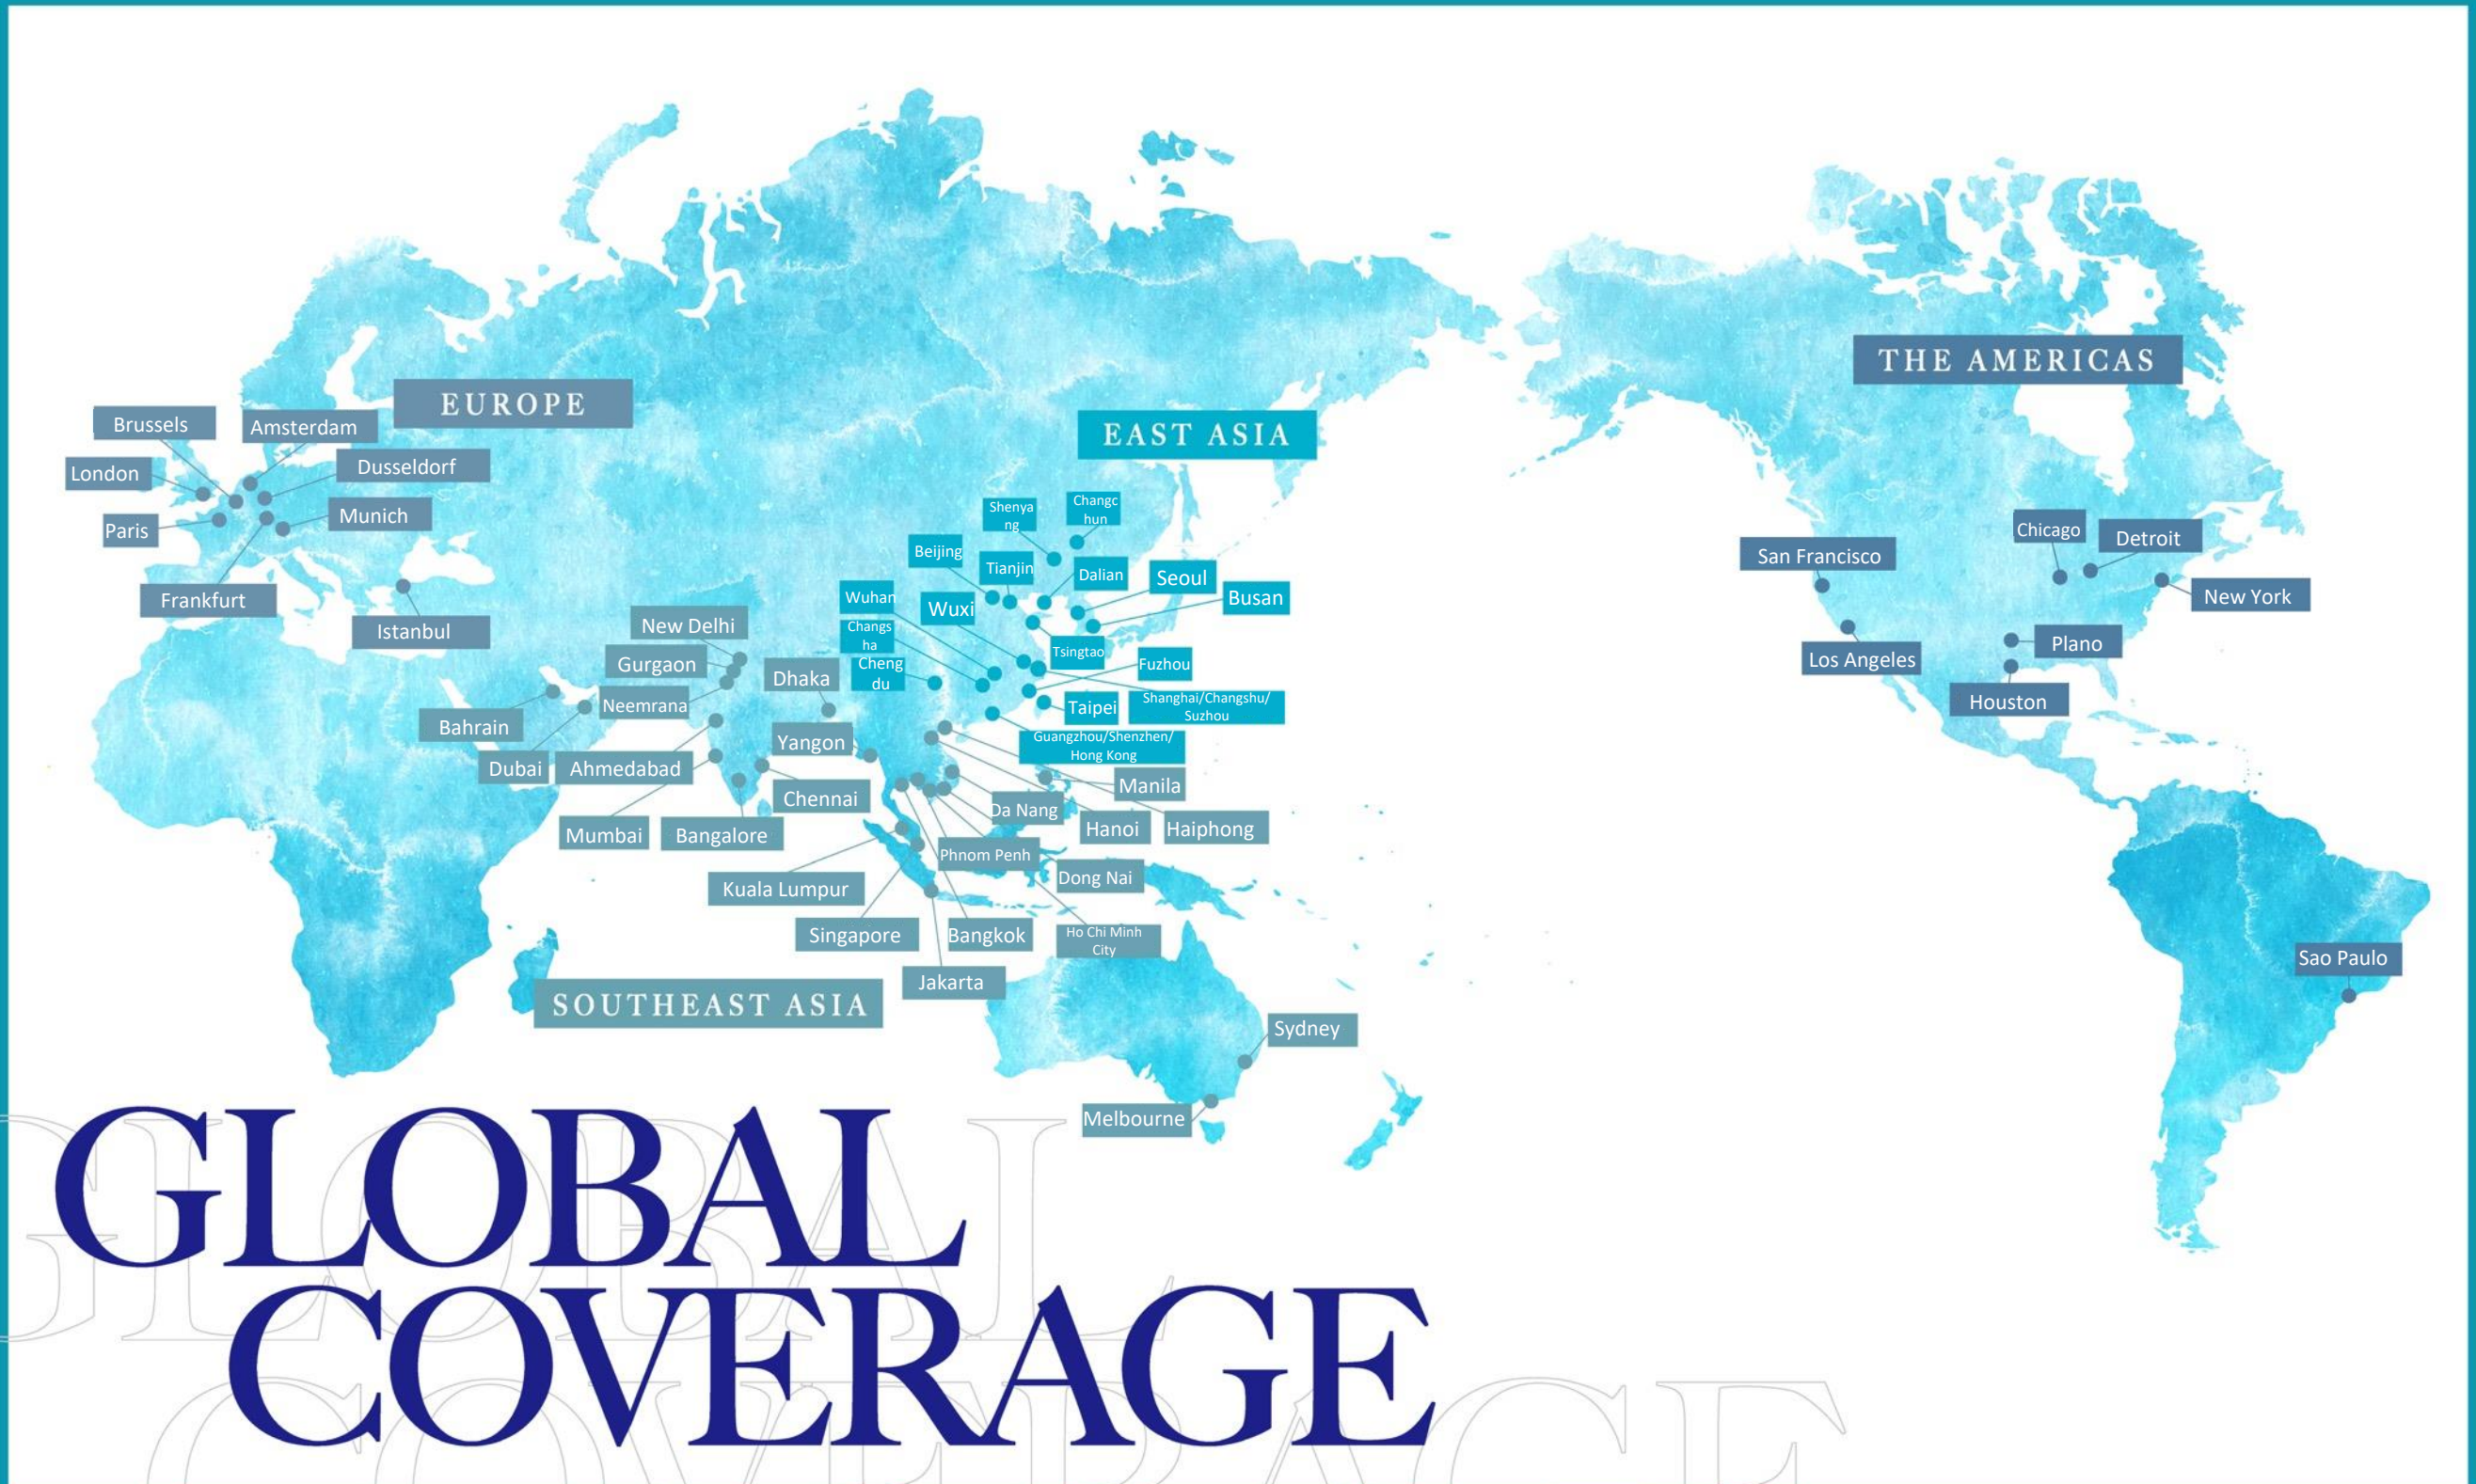 EUROPE
THE AMERICAS
EAST ASIA
Brussels
Amsterdam
London
Dusseldorf
Paris
Munich
Frankfurt
Istanbul
Shenya
ng
Changc
hun
Beijing
Tianjin
Dalian
Seoul
Busan
Wuhan
Wuxi
Changs
ha
Tsingtao
Cheng
du
Fuzhou
Taipei
Shanghai/Changshu/
Suzhou
Guangzhou/Shenzhen/
Hong Kong
New Delhi
Gurgaon
Neemrana
Dhaka
Bahrain
Dubai
Ahmedabad
Yangon
Chennai
Mumbai
Bangalore
Manila
Da Nang
Hanoi
Haiphong
Phnom Penh
Dong Nai
Kuala Lumpur
Singapore
Bangkok
Ho Chi Minh
City
Jakarta
SOUTHEAST ASIA
Sydney
Melbourne
San Francisco
Chicago
Detroit
New York
Los Angeles
Plano
Houston
Sao Paulo
GLOBAL
COVERAGE
GLOBAL
COVERAGE